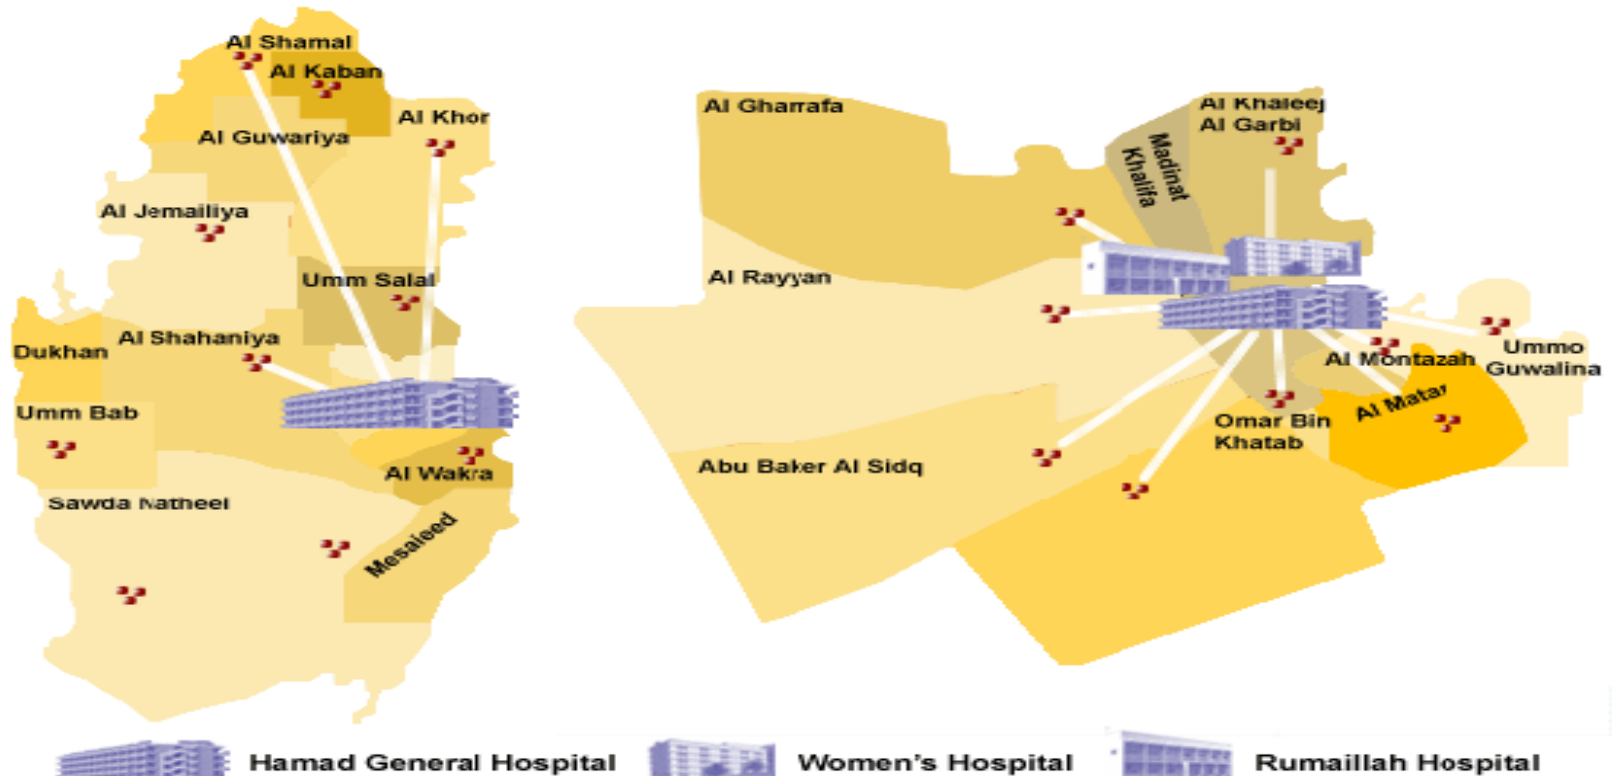 Al Shamal
Al Kaban
Al Khor
Al Guwariya
Al Jemailiya
Umm Salal
Al Shahaniya
Dukhan
Umm Bab
Al Wakra
Sawda Natheel
Mesaieed
Al Gharrafa
Al Khaleej
Al Garbi
Madinat
Khalifa
Al Rayyan
Ummo
Guwalina
Al Montazah
Al Matar
Omar Bin
Khatab
Abu Baker Al Sidq
Hamad General Hospital
Women's Hospital
Rumaillah Hospital